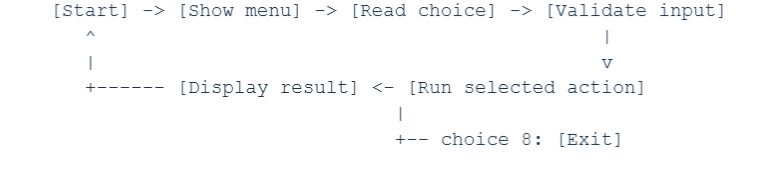 [Start] -> [Show menu] -> [Read choice] -> [Validate input]
^ |
| v
+------ [Display result] <- [Run selected action]
|
+-- choice 8: [Exit]